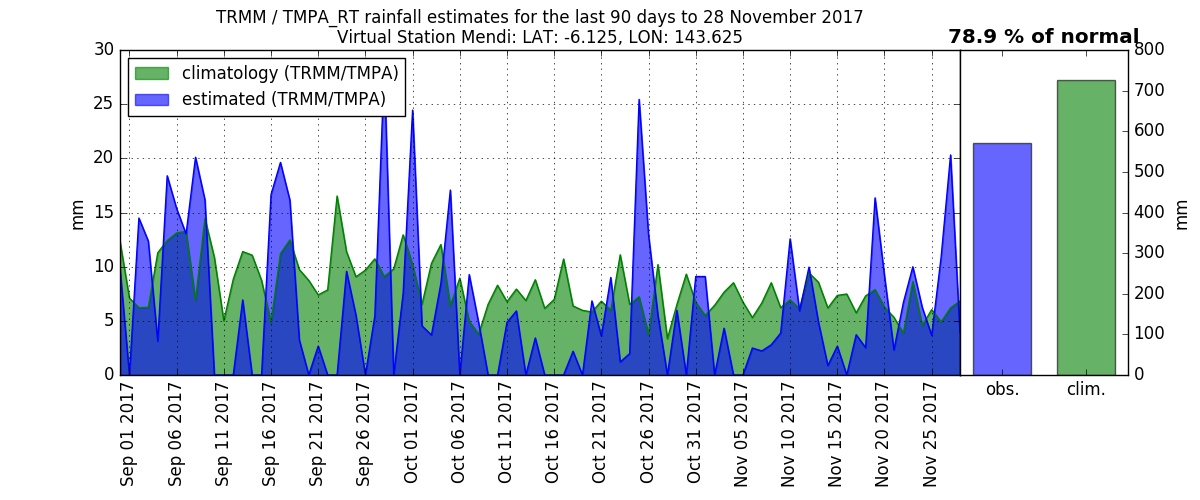 TRMM / TMPA_RT rainfall estimates for the last 90 days to 28 November 2017
Virtual Station Mendi: LAT: -6.125, LON: 143.625
78.9 % of normal
climatology (TRMM/TMPA)
estimated (TRMM/TMPA)
30
25
20
15
10
5
0
mm
Sep 01 2017
Sep 06 2017
Sep 11 2017
Sep 16 2017
Sep 21 2017
Sep 26 2017
Oct 01 2017
Oct 06 2017
Oct 11 2017
Oct 16 2017
Oct 21 2017
Oct 26 2017
Oct 31 2017
Nov 05 2017
Nov 10 2017
Nov 15 2017
Nov 20 2017
Nov 25 2017
800
700
600
500
400
300
200
100
0
mm
obs.
clim.